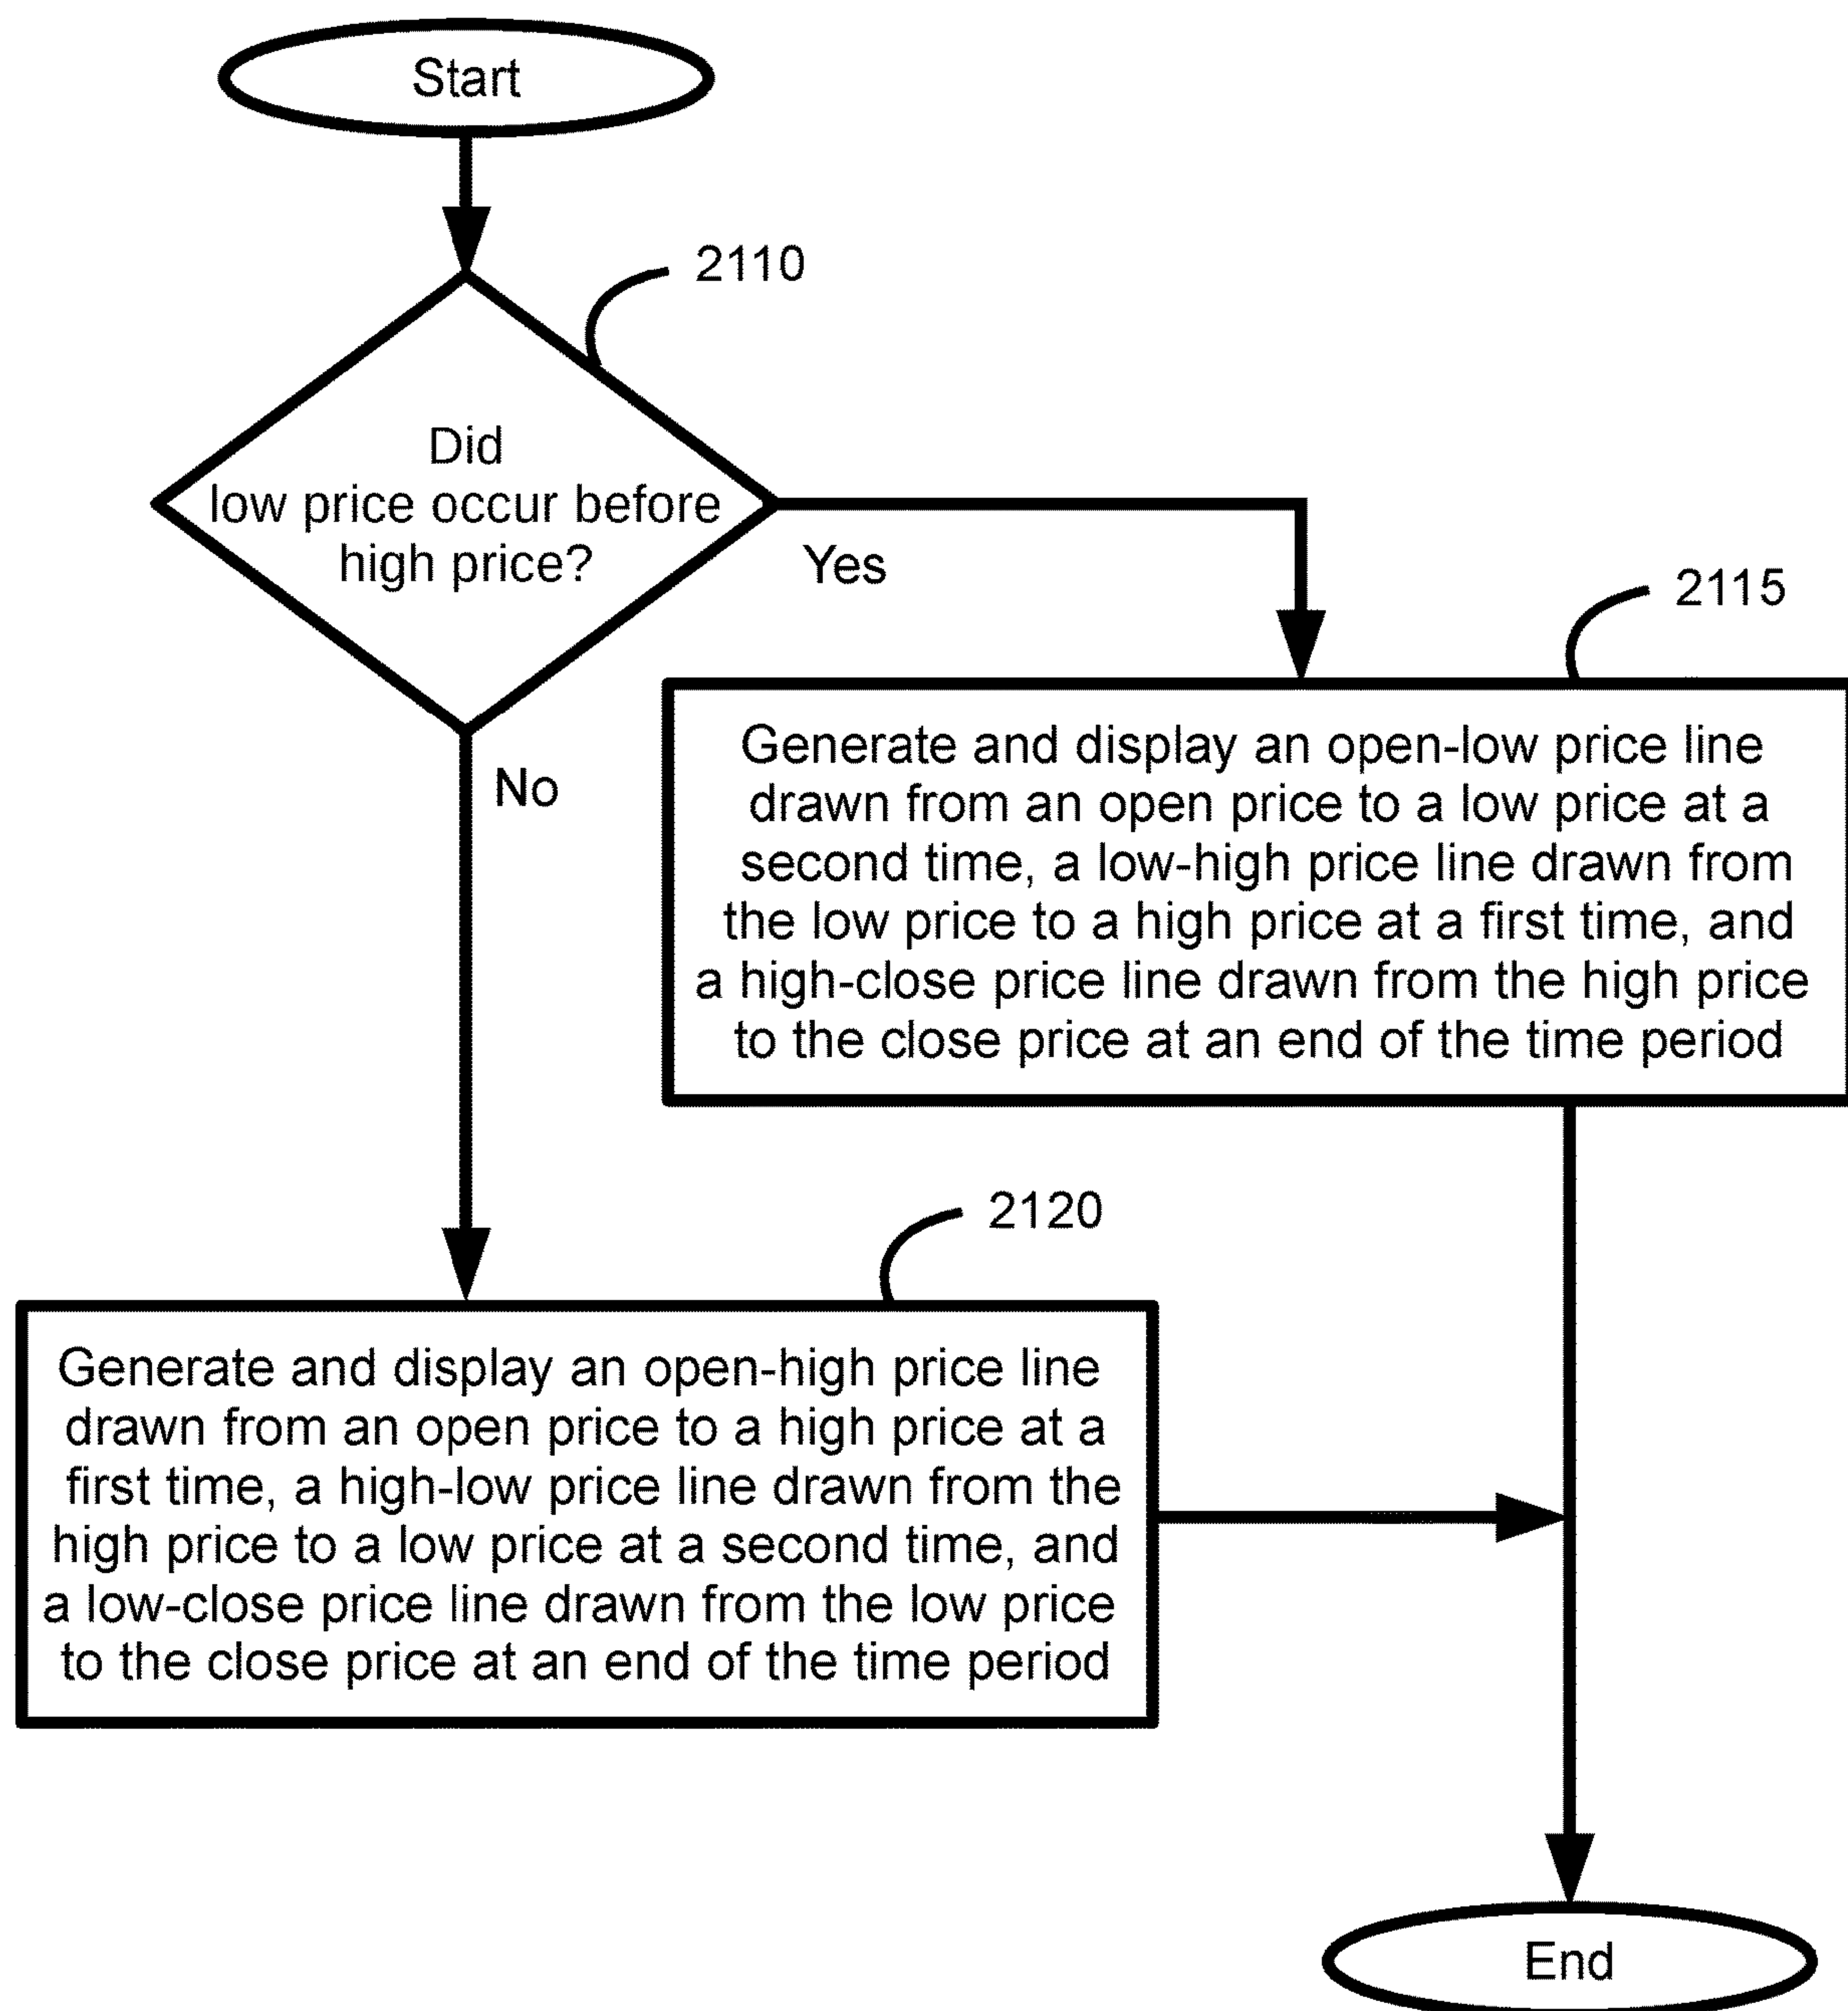 Start
2110
Did
low price occur before
high price?
Yes
No
2115
Generate and display an open-low price line
drawn from an open price to a low price at a
second time, a low-high price line drawn from
the low price to a high price at a first time, and
a high-close price line drawn from the high price
to the close price at an end of the time period
2120
Generate and display an open-high price line
drawn from an open price to a high price at a
first time, a high-low price line drawn from the
high price to a low price at a second time, and
a low-close price line drawn from the low price
to the close price at an end of the time period
End